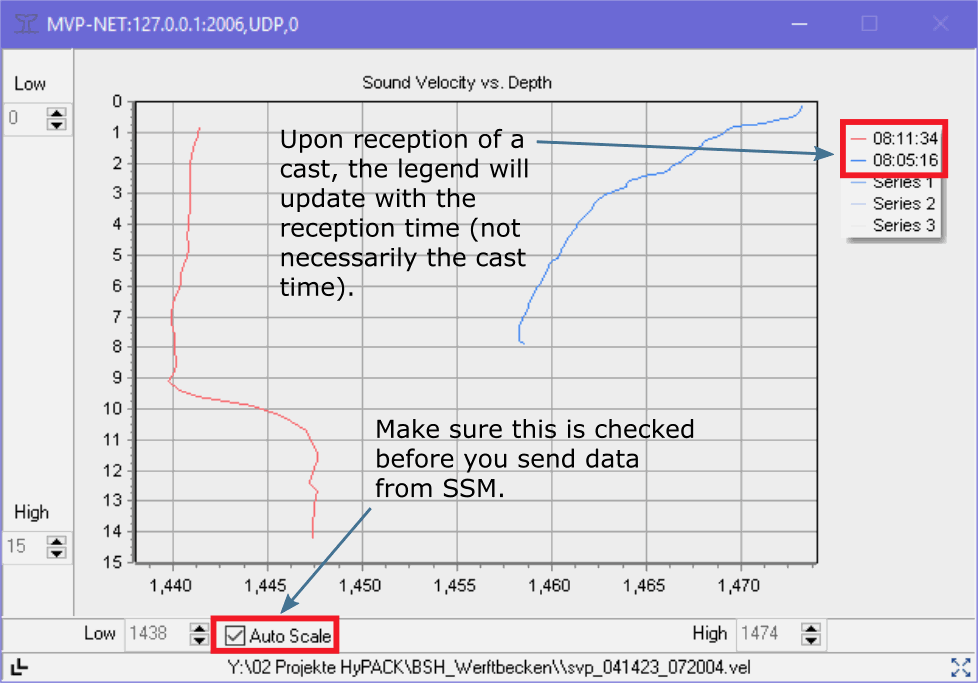 MVP-NET:127.0.0.1:2006,UDP,0
Low
0
High
15
Sound Velocity vs. Depth
0
1
2
3
4
5
6
7
8
9
10
11
12
13
14
15
1,440 1,445 1,450 1,455 1,460 1,465 1,470
Upon reception of a
cast, the legend will
update with the
reception time (not
necessarily the cast
time).
08:11:34
08:05:16
Series 1
Series 2
Series 3
Make sure this is checked
before you send data
from SSM.
Low 1438 Auto Scale High 1474
Y:\02 Projekte HyPACK\BSH_Werftbecken\\svp_041423_072004.vel